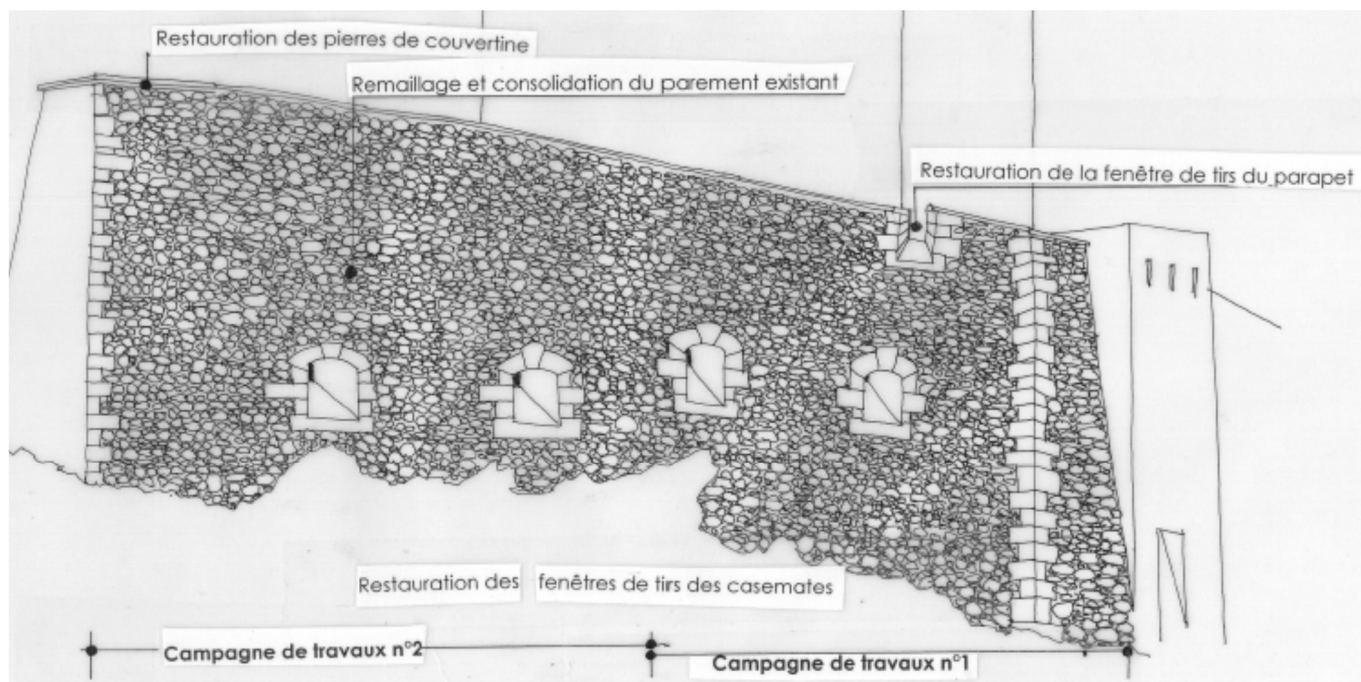 Restauration des pierres de couvertine
Remaillage et consolidation du parement existant
Restauration de la fenêtre de tirs du parapet
Restauration des fenêtres de tirs des casemates
Campagne de travaux n°2
Campagne de travaux n°1